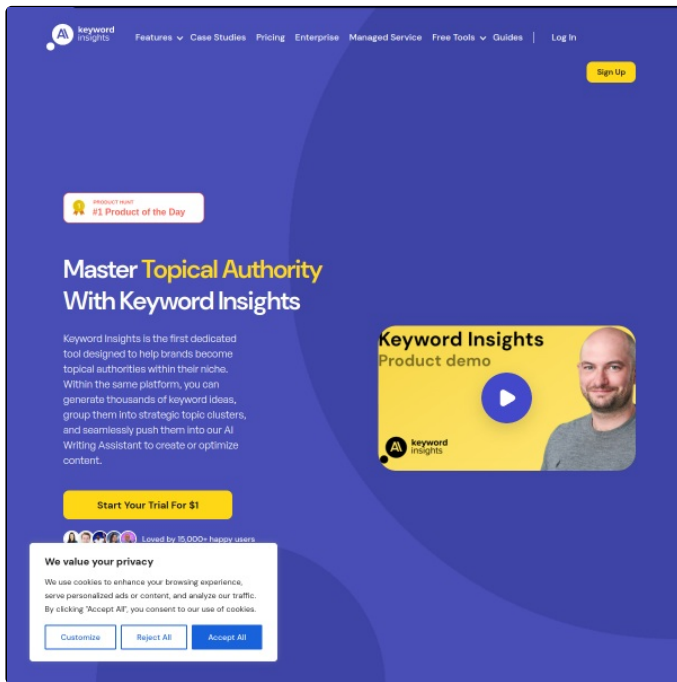 keyword
insights
Features Case Studies Pricing Enterprise Managed Service Free Tools Guides Log In
Sign Up
PRODUCT HUNT
#1 Product of the Day
Master Topical Authority
With Keyword Insights
Keyword Insights is the first dedicated
tool designed to help brands become
topical authorities within their niche.
Within the same platform, you can
generate thousands of keyword ideas,
group them into strategic topic clusters,
and seamlessly push them into our AI
Writing Assistant to create or optimize
content.
Keyword Insights
Product demo
keyword
insights
Start Your Trial For $1
Loved by 15,000+ happy users
We value your privacy
We use cookies to enhance your browsing experience,
serve personalized ads or content, and analyze our traffic.
By clicking "Accept All", you consent to our use of cookies.
Customize Reject All Accept All